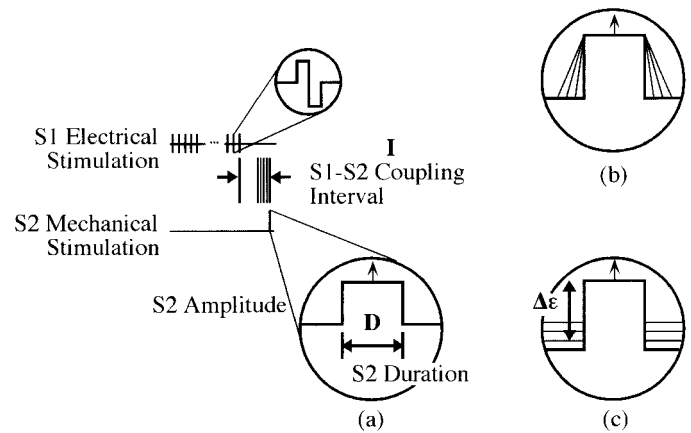 S1 Electrical
Stimulation
...
I
S1-S2 Coupling
Interval
S2 Mechanical
Stimulation
S2 Amplitude
D
S2 Duration
(a)
(b)
Δε
(c)